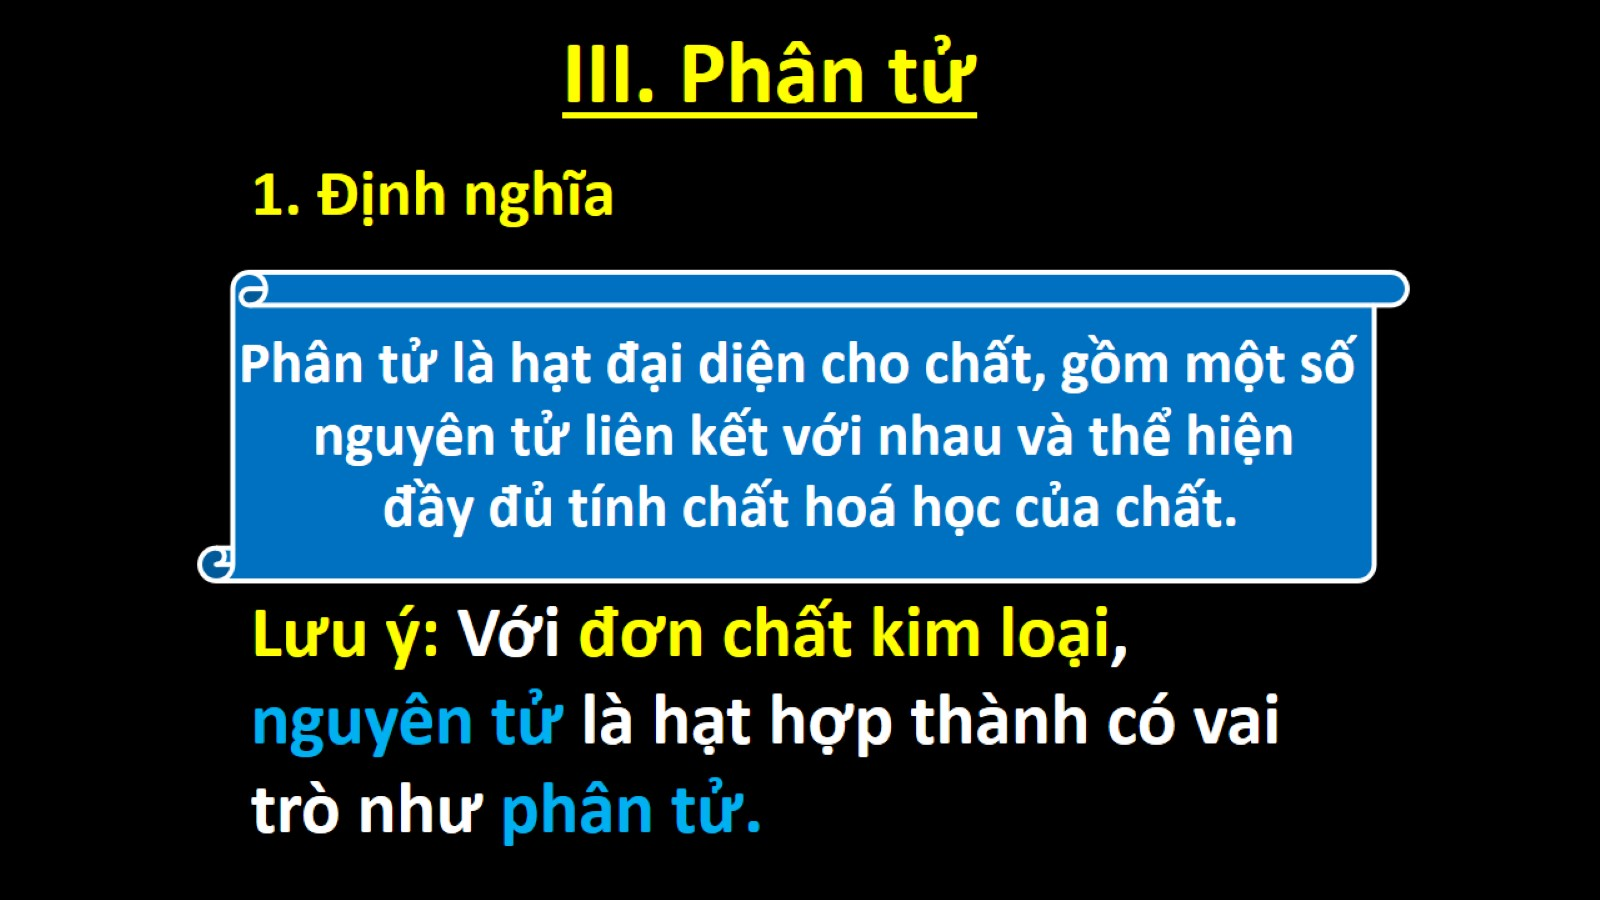 III. Phân tử
1. Định nghĩa
Phân tử là hạt đại diện cho chất, gồm một số
nguyên tử liên kết với nhau và thể hiện
đầy đủ tính chất hoá học của chất.
Lưu ý: Với đơn chất kim loại,
nguyên tử là hạt hợp thành có vai
trò như phân tử.